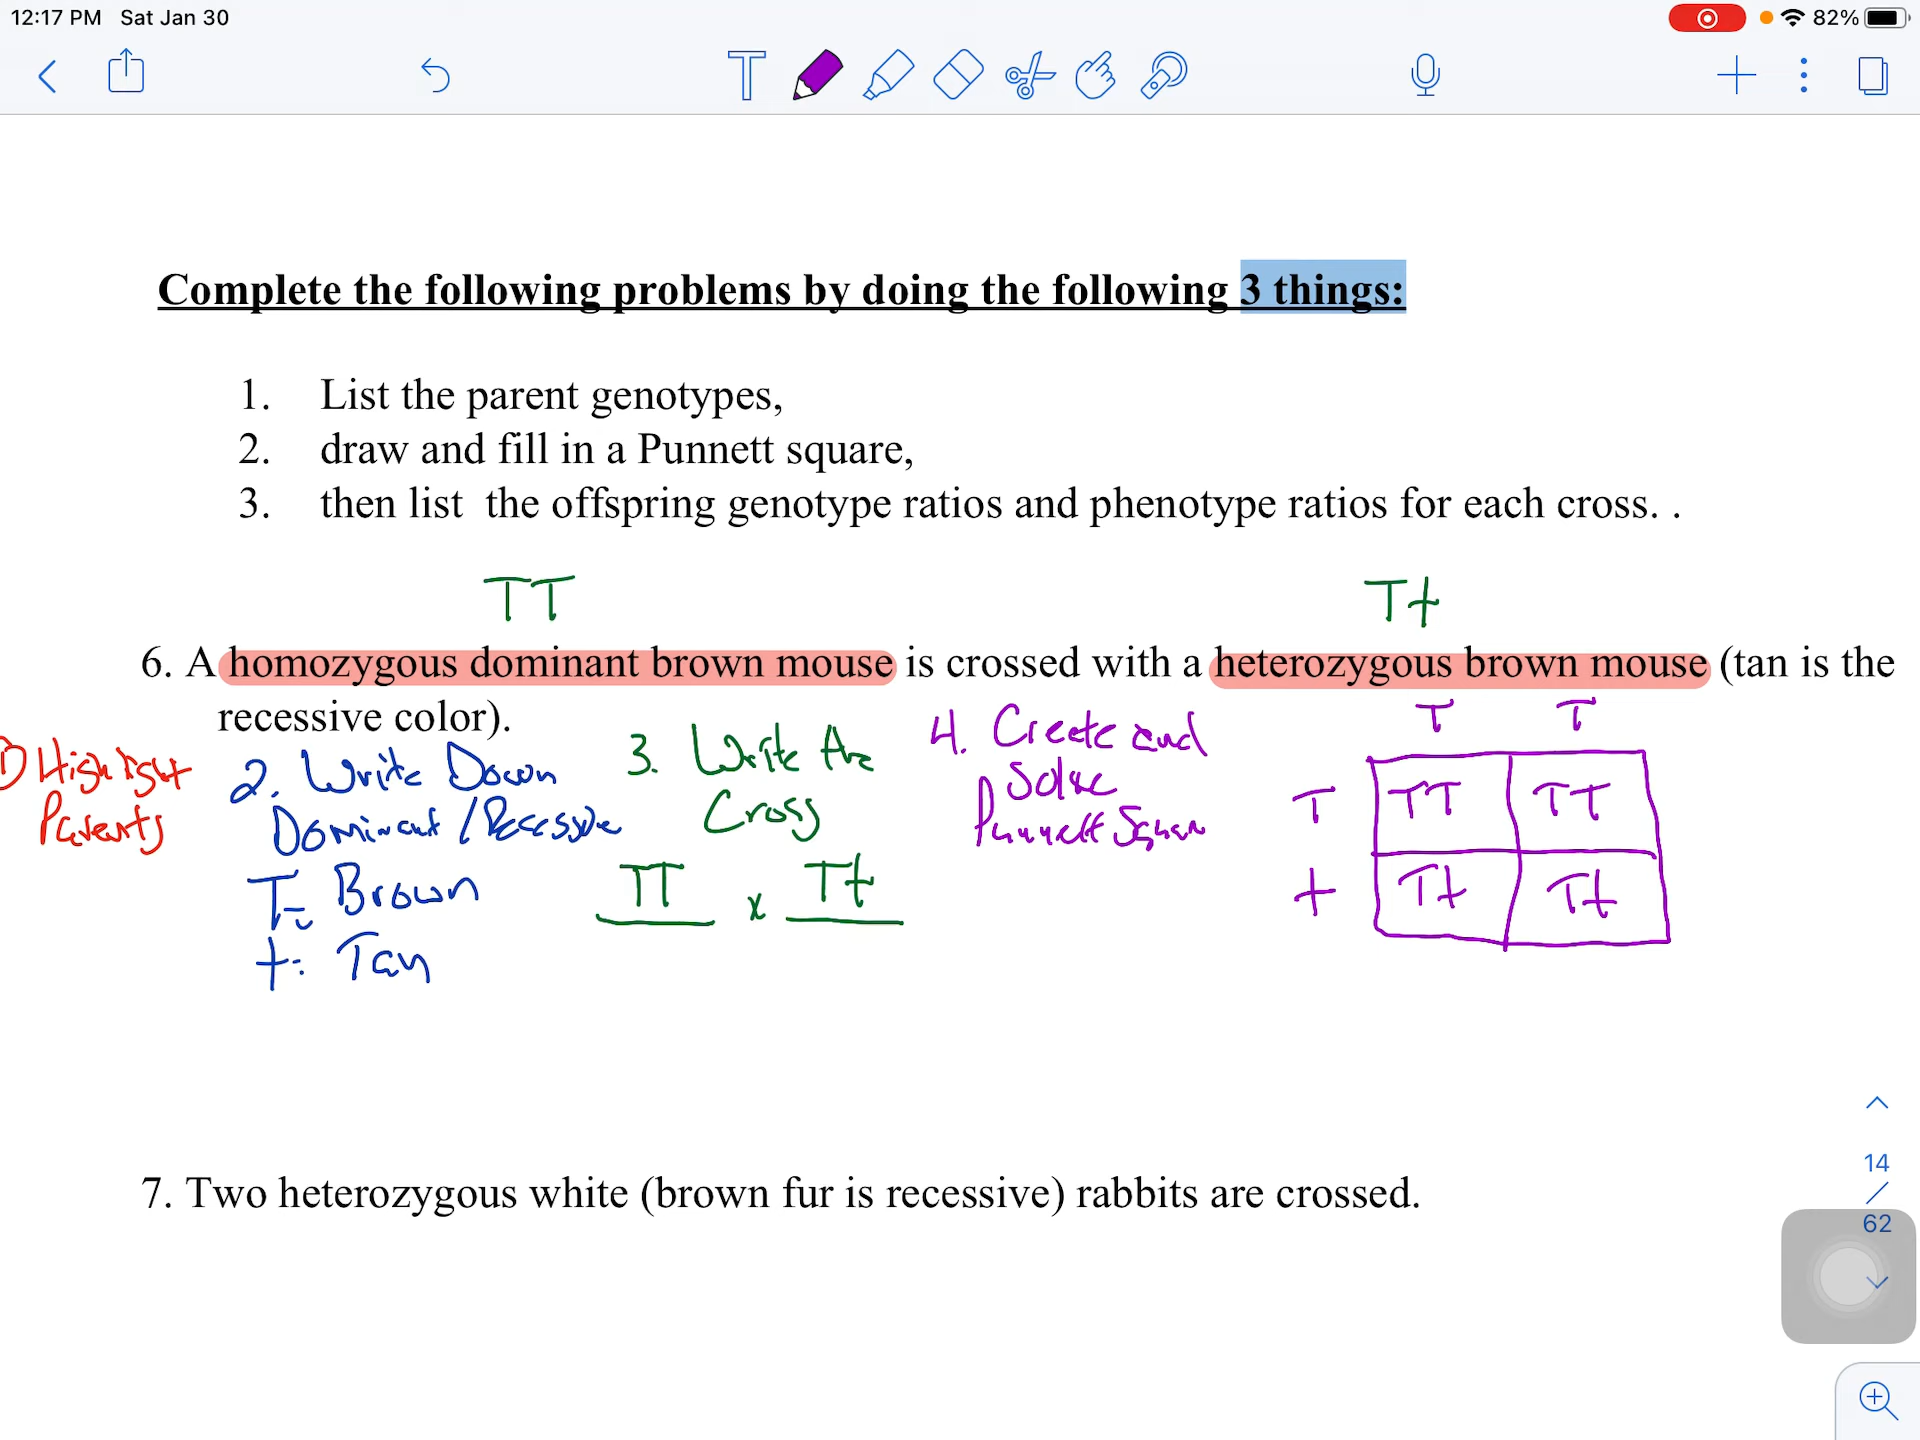 12:17 PM Sat Jan 30
82%
T
Complete the following problems by doing the following 3 things:
1. List the parent genotypes,
2. draw and fill in a Punnett square,
3. then list the offspring genotype ratios and phenotype ratios for each cross. .
TT Tt
6. A homozygous dominant brown mouse is crossed with a heterozygous brown mouse (tan is the
recessive color).
1) Highlight
Parents
2. Write Down
Dominant / Recessive
T= Brown
t= Tan
3. Write the
Cross
TT x Tt
4. Create and
Solve
Punnett Square
T T
T TT TT
t Tt Tt
7. Two heterozygous white (brown fur is recessive) rabbits are crossed.
14
/
62